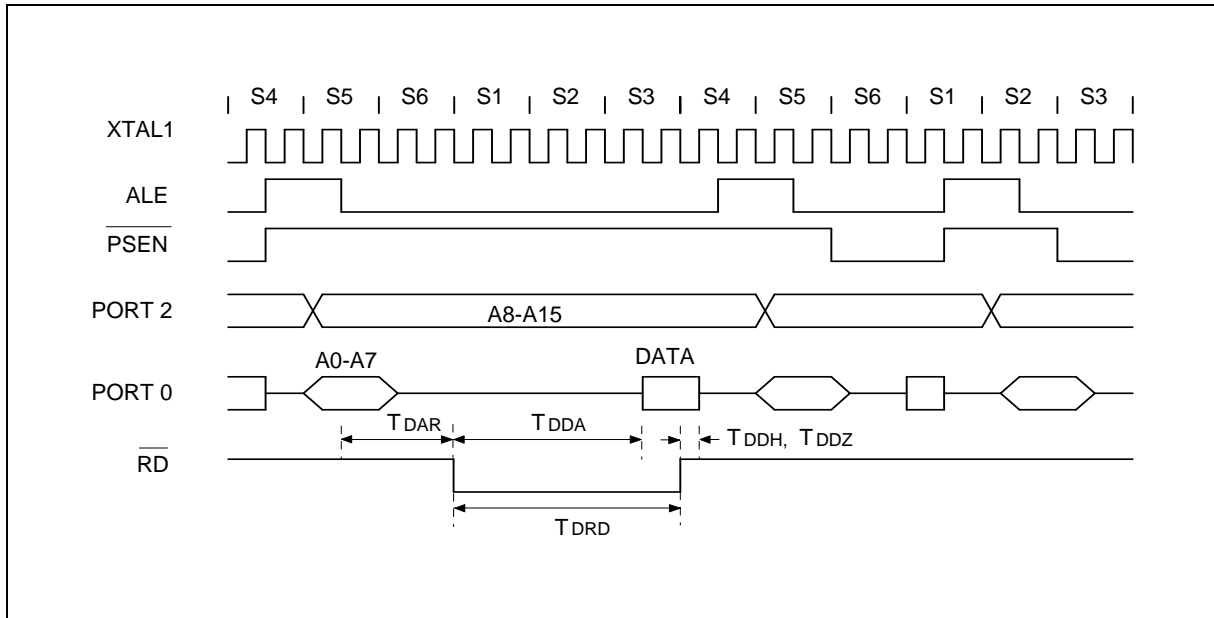 S4 S5 S6 S1 S2 S3 S4 S5 S6 S1 S2 S3
XTAL1
ALE
PSEN
PORT 2
A8-A15
A0-A7
DATA
PORT 0
TDAR
TDDA
TDDH, TDDZ
RD
TDRD